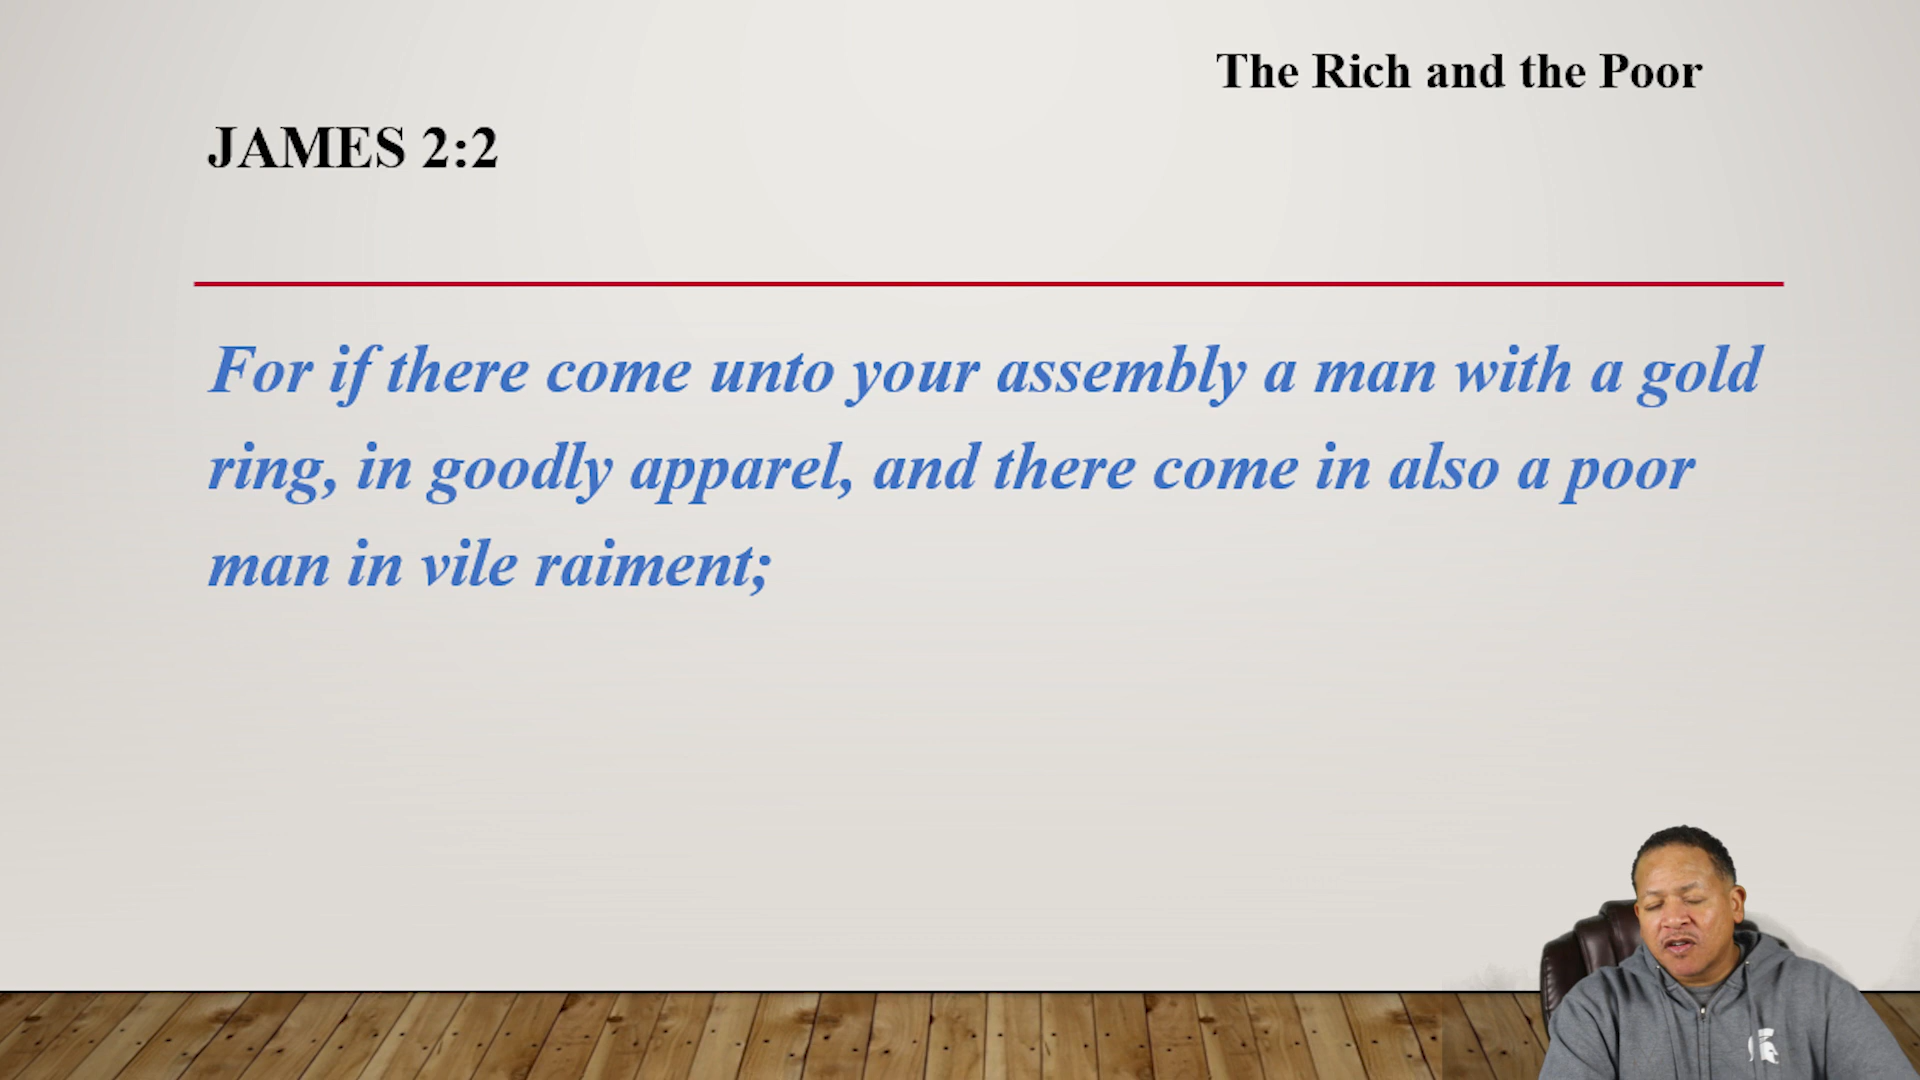 The Rich and the Poor
JAMES 2:2
For if there come unto your assembly a man with a gold
ring, in goodly apparel, and there come in also a poor
man in vile raiment;